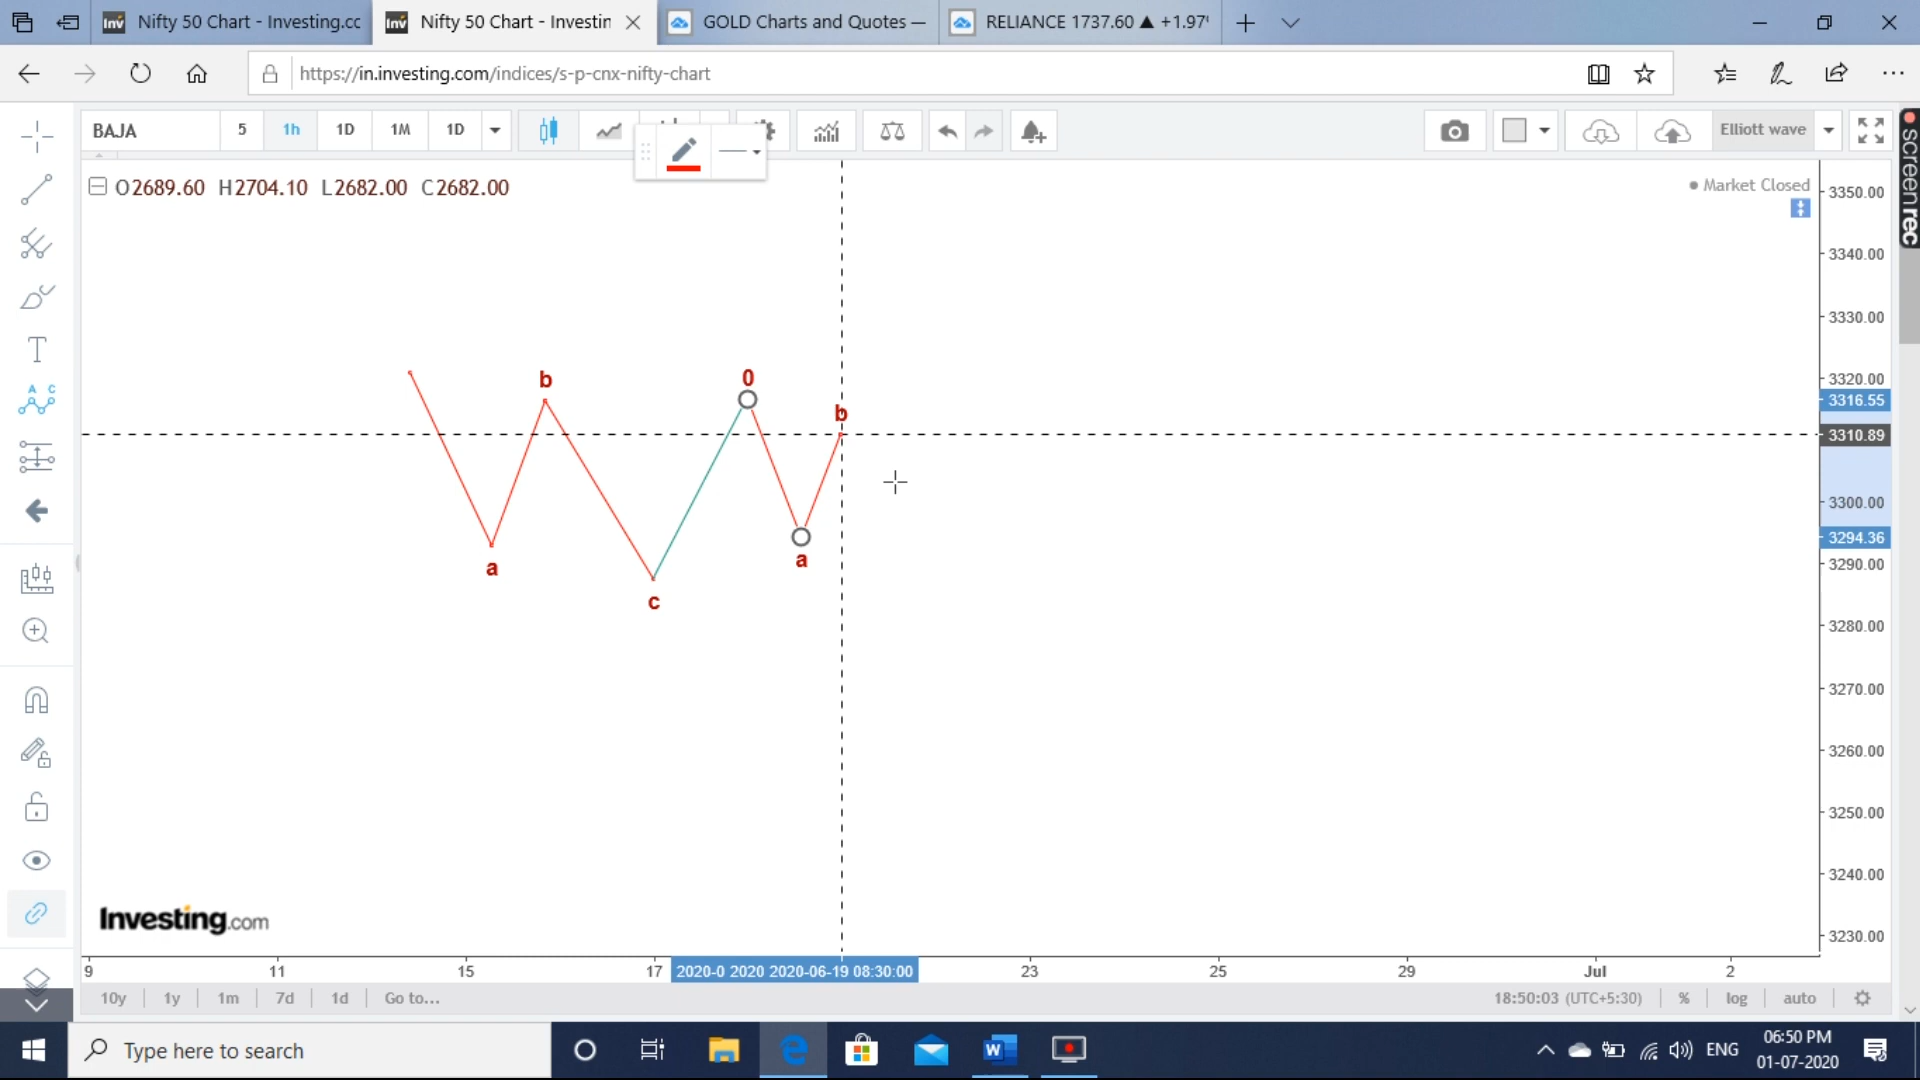 Nifty 50 Chart - Investing.cc
Nifty 50 Chart - Investin
GOLD Charts and Quotes —
RELIANCE 1737.60 ▲ +1.97
https://in.investing.com/indices/s-p-cnx-nifty-chart
BAJA
5
1h
1D
1M
1D
Elliott wave
screenrec
O2689.60 H2704.10 L2682.00 C2682.00
Market Closed
3350.00
3340.00
3330.00
3320.00
3316.55
3310.89
3300.00
3294.36
3290.00
3280.00
3270.00
3260.00
3250.00
3240.00
3230.00
b
0
b
a
a
c
T
A C
Investing.com
9
11
15
17
2020-0 2020 2020-06-19 08:30:00
23
25
29
Jul
2
10y
1y
1m
7d
1d
Go to...
18:50:03 (UTC+5:30)
%
log
auto
Type here to search
ENG
06:50 PM
01-07-2020